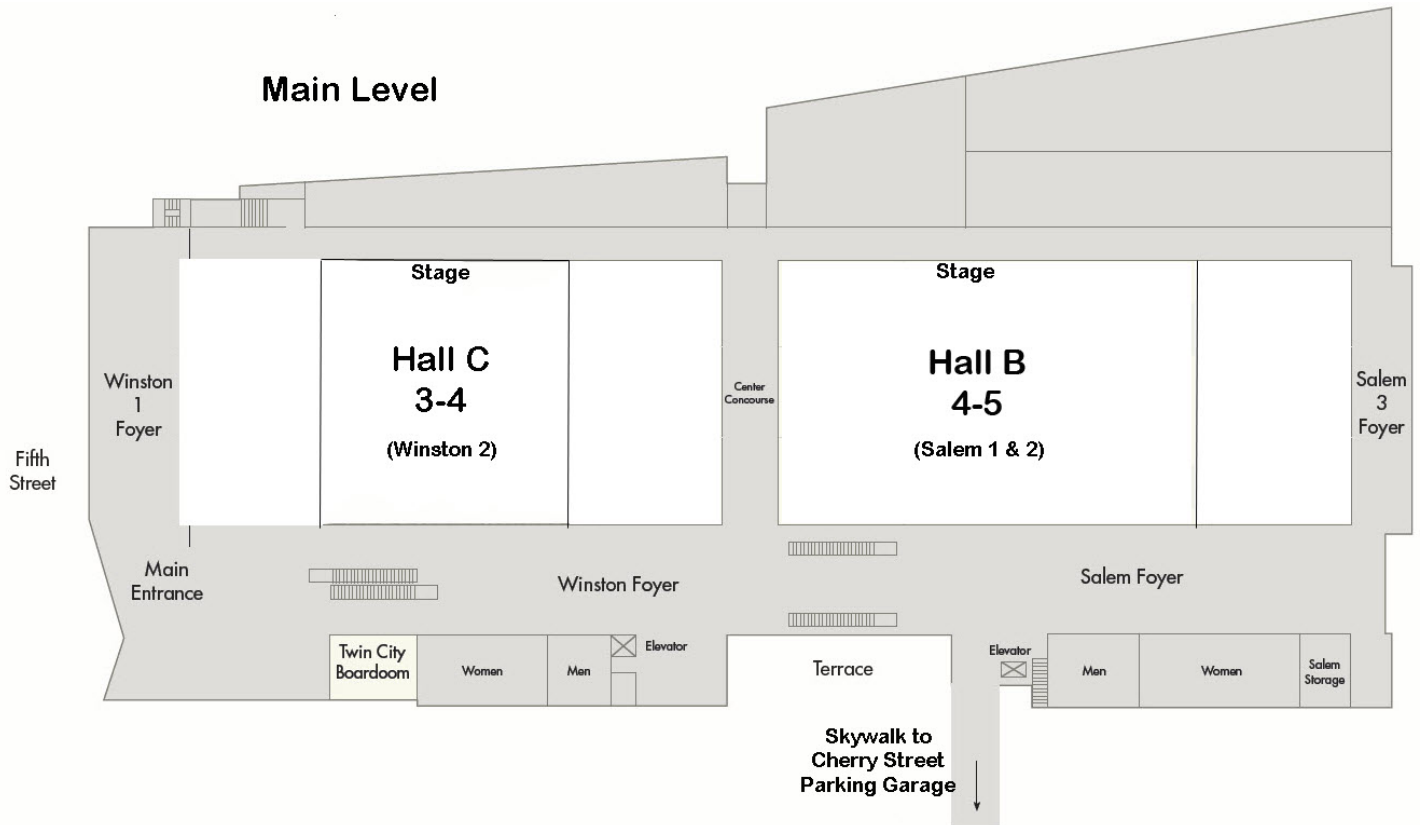 Main Level
Stage
Hall C
3-4
(Winston 2)
Stage
Hall B
4-5
(Salem 1 & 2)
Winston
1
Foyer
Center
Concourse
Salem
3
Foyer
Fifth
Street
Main
Entrance
Winston Foyer
Salem Foyer
Twin City
Boardoom
Women
Men
Elevator
Terrace
Elevator
Men
Women
Salem
Storage
Skywalk to
Cherry Street
Parking Garage